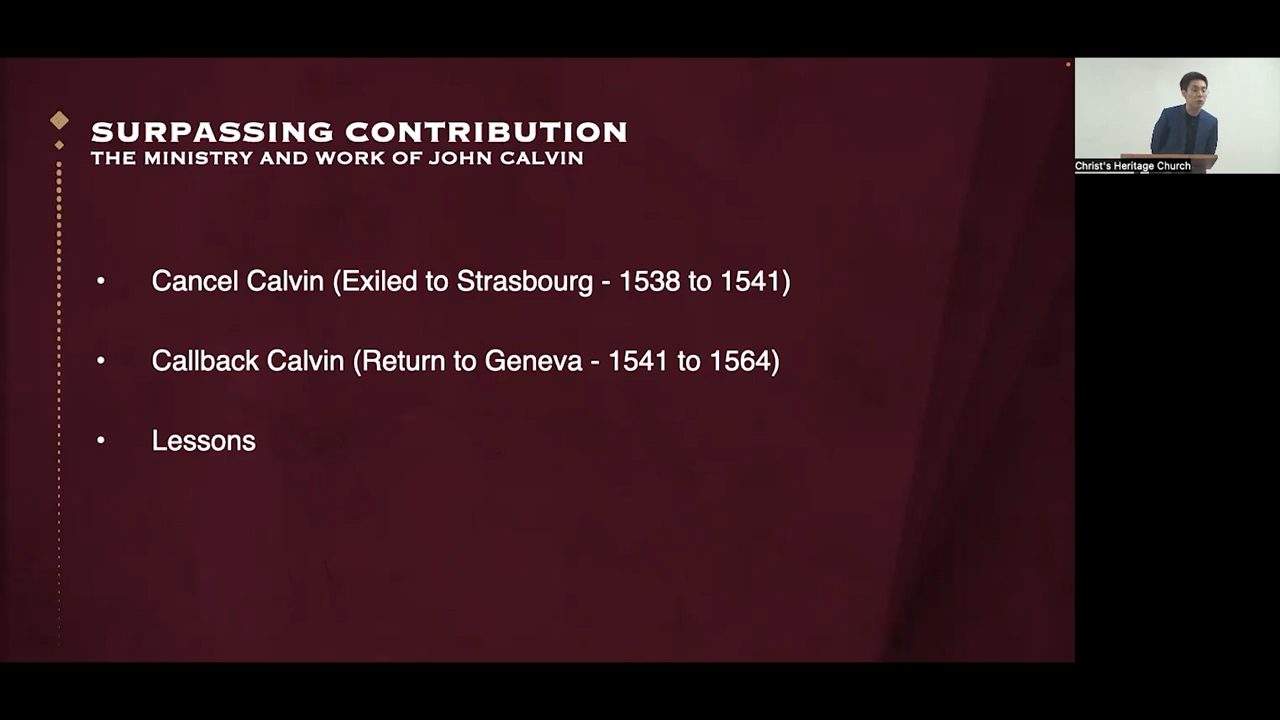 SURPASSING CONTRIBUTION
THE MINISTRY AND WORK OF JOHN CALVIN
• Cancel Calvin (Exiled to Strasbourg - 1538 to 1541)
• Callback Calvin (Return to Geneva - 1541 to 1564)
• Lessons
Christ's Heritage Church